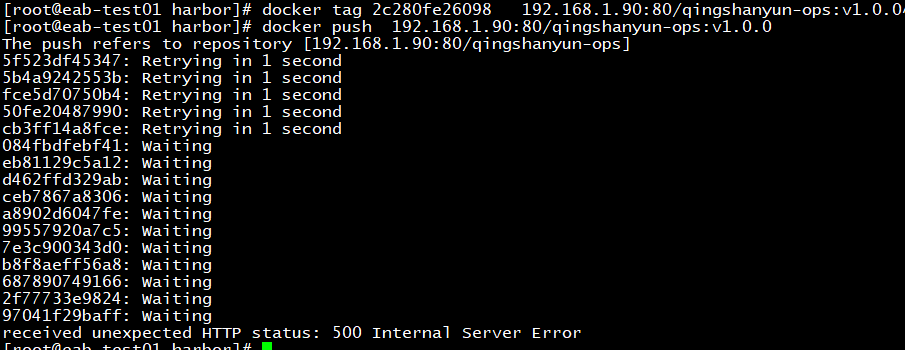 [root@eab-test01 harbor]# docker tag 2c280fe26098   192.168.1.90:80/qingshanyun-ops:v1.0.0
[root@eab-test01 harbor]# docker push  192.168.1.90:80/qingshanyun-ops:v1.0.0
The push refers to repository [192.168.1.90:80/qingshanyun-ops]
5f523df45347: Retrying in 1 second
5b4a9242553b: Retrying in 1 second
fce5d70750b4: Retrying in 1 second
50fe20487990: Retrying in 1 second
cb3ff14a8fce: Retrying in 1 second
084fbdfebf41: Waiting
eb81129c5a12: Waiting
d462ffd329ab: Waiting
ceb7867a8306: Waiting
a8902d6047fe: Waiting
99557920a7c5: Waiting
7e3c900343d0: Waiting
b8f8aeff56a8: Waiting
687890749166: Waiting
2f77733e9824: Waiting
97041f29baff: Waiting
received unexpected HTTP status: 500 Internal Server Error
[root@eab-test01 harbor]#